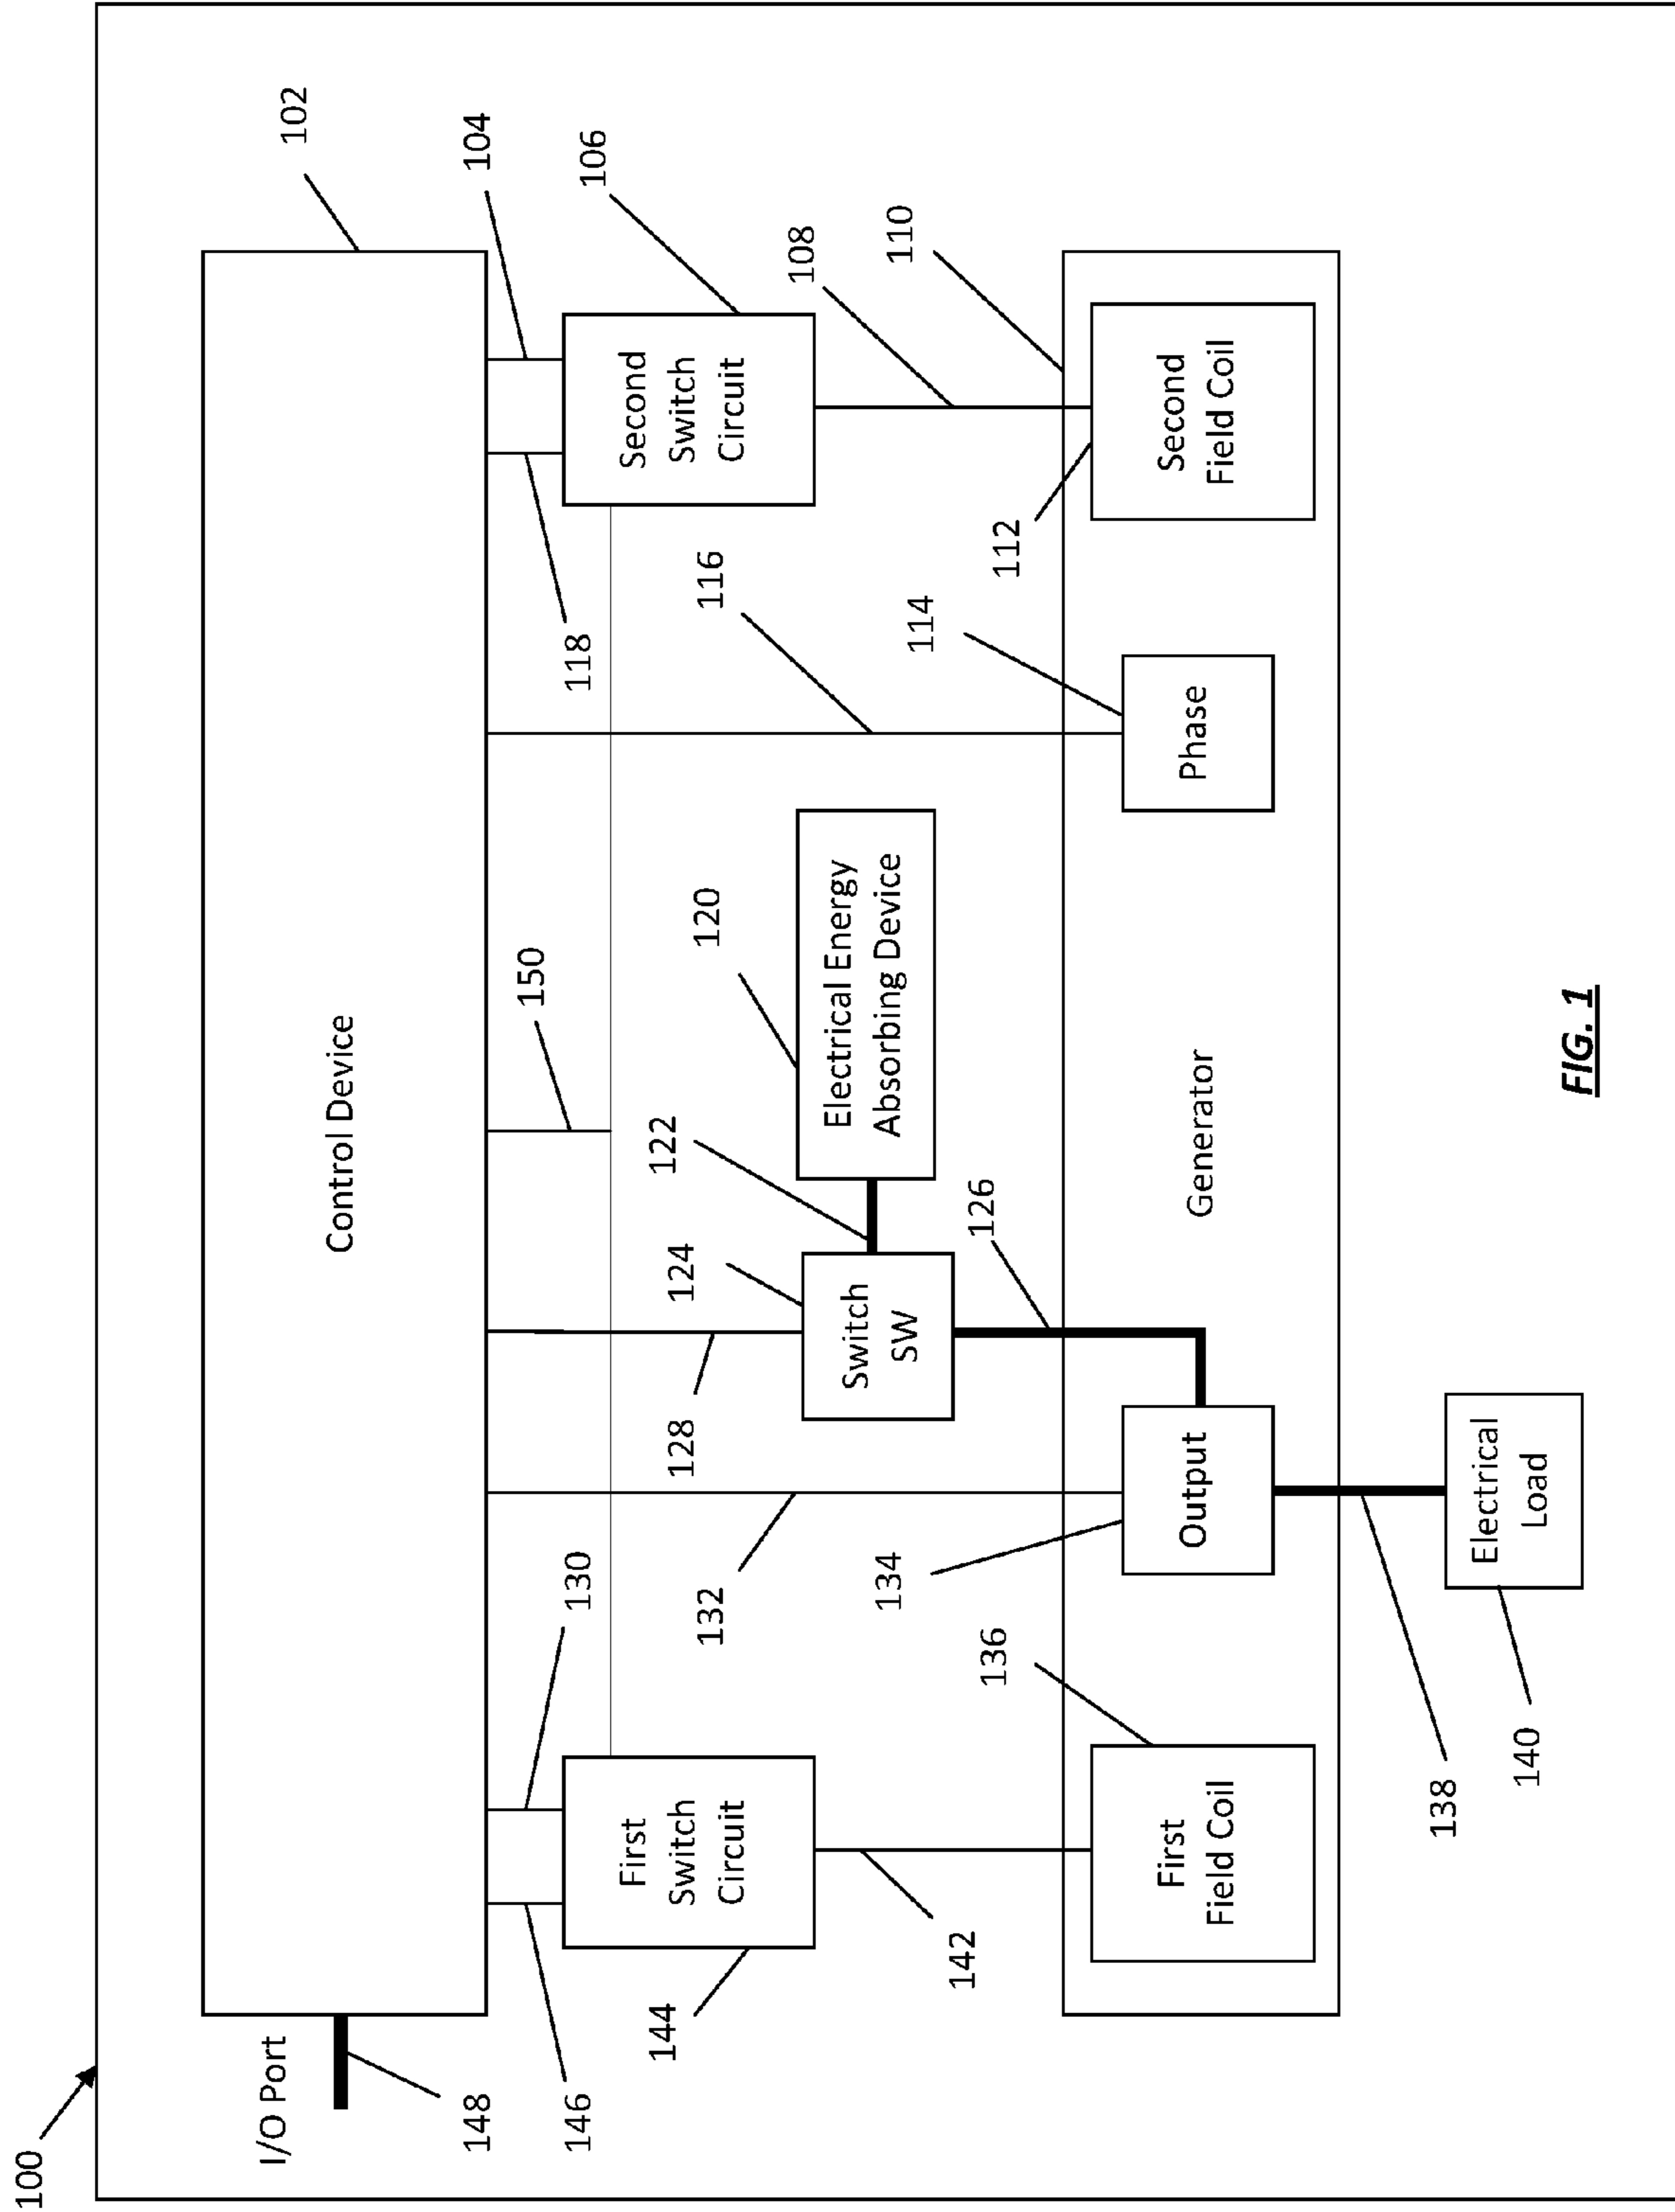 100
I/O Port
148
Control Device
102
146
130
150
118
104
144
First
Switch
Circuit
128
124
122
120
132
116
Second
Switch
Circuit
106
142
Switch
SW
Electrical Energy
Absorbing Device
108
136
134
126
114
112
110
First
Field Coil
Output
Generator
Phase
Second
Field Coil
138
140
Electrical
Load
FIG. 1